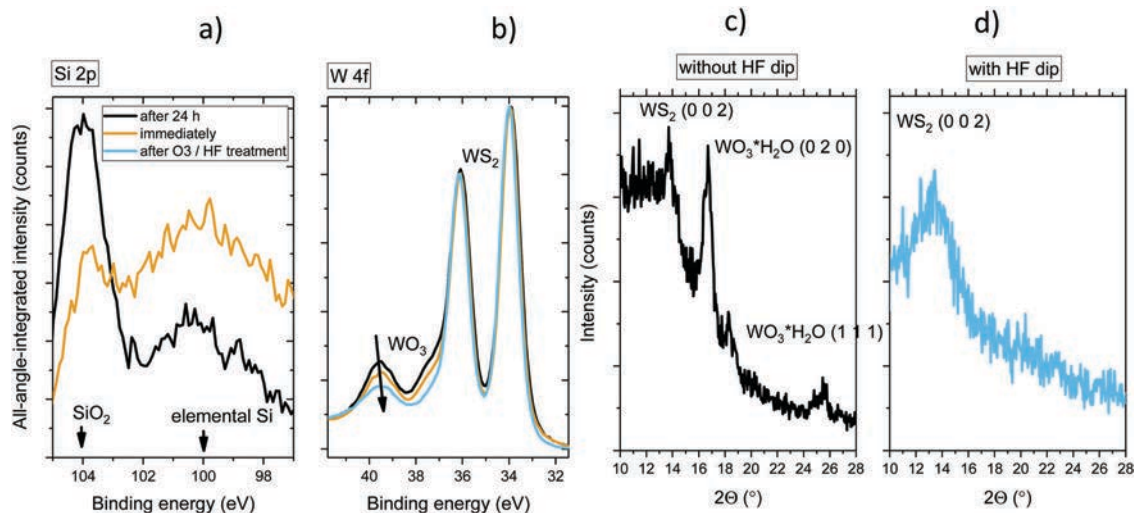 a)
Si 2p
after 24 h
immediately
after O3 / HF treatment
SiO2
elemental Si
All-angle-integrated intensity (counts)
104 102 100 98
Binding energy (eV)
b)
W 4f
WS2
WO3
40 38 36 34 32
Binding energy (eV)
c)
without HF dip
WS2 (0 0 2)
WO3*H2O (0 2 0)
WO3*H2O (1 1 1)
Intensity (counts)
10 12 14 16 18 20 22 24 26 28
2Θ (°)
d)
with HF dip
WS2 (0 0 2)
10 12 14 16 18 20 22 24 26 28
2Θ (°)